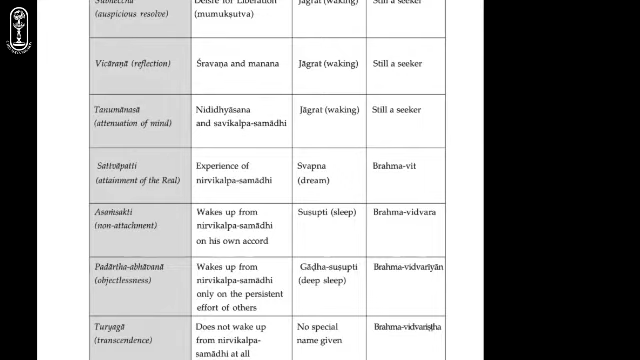 Śubhecchā Desire for Liberation Jāgrat (waking) Still a seeker
(auspicious resolve) (mumukṣutva)
Vicāraṇā (reflection) Śravaṇa and manana Jāgrat (waking) Still a seeker
Tanumānasā Nididhyāsana Jāgrat (waking) Still a seeker
(attenuation of mind) and savikalpa-samādhi
Sattvāpatti Experience of Svapna Brahma-vit
(attainment of the Real) nirvikalpa-samādhi (dream)
Asaṁsakti Wakes up from Suṣupti (sleep) Brahma-vidvara
(non-attachment) nirvikalpa-samādhi
on his own accord
Padārtha-abhāvanā Wakes up from Gāḍha-suṣupti Brahma-vidvarīyān
(objectlessness) nirvikalpa-samādhi (deep sleep)
only on the persistent
effort of others
Turyagā Does not wake up No special Brahma-vidvariṣṭha
(transcendence) from nirvikalpa- name given
samādhi at all